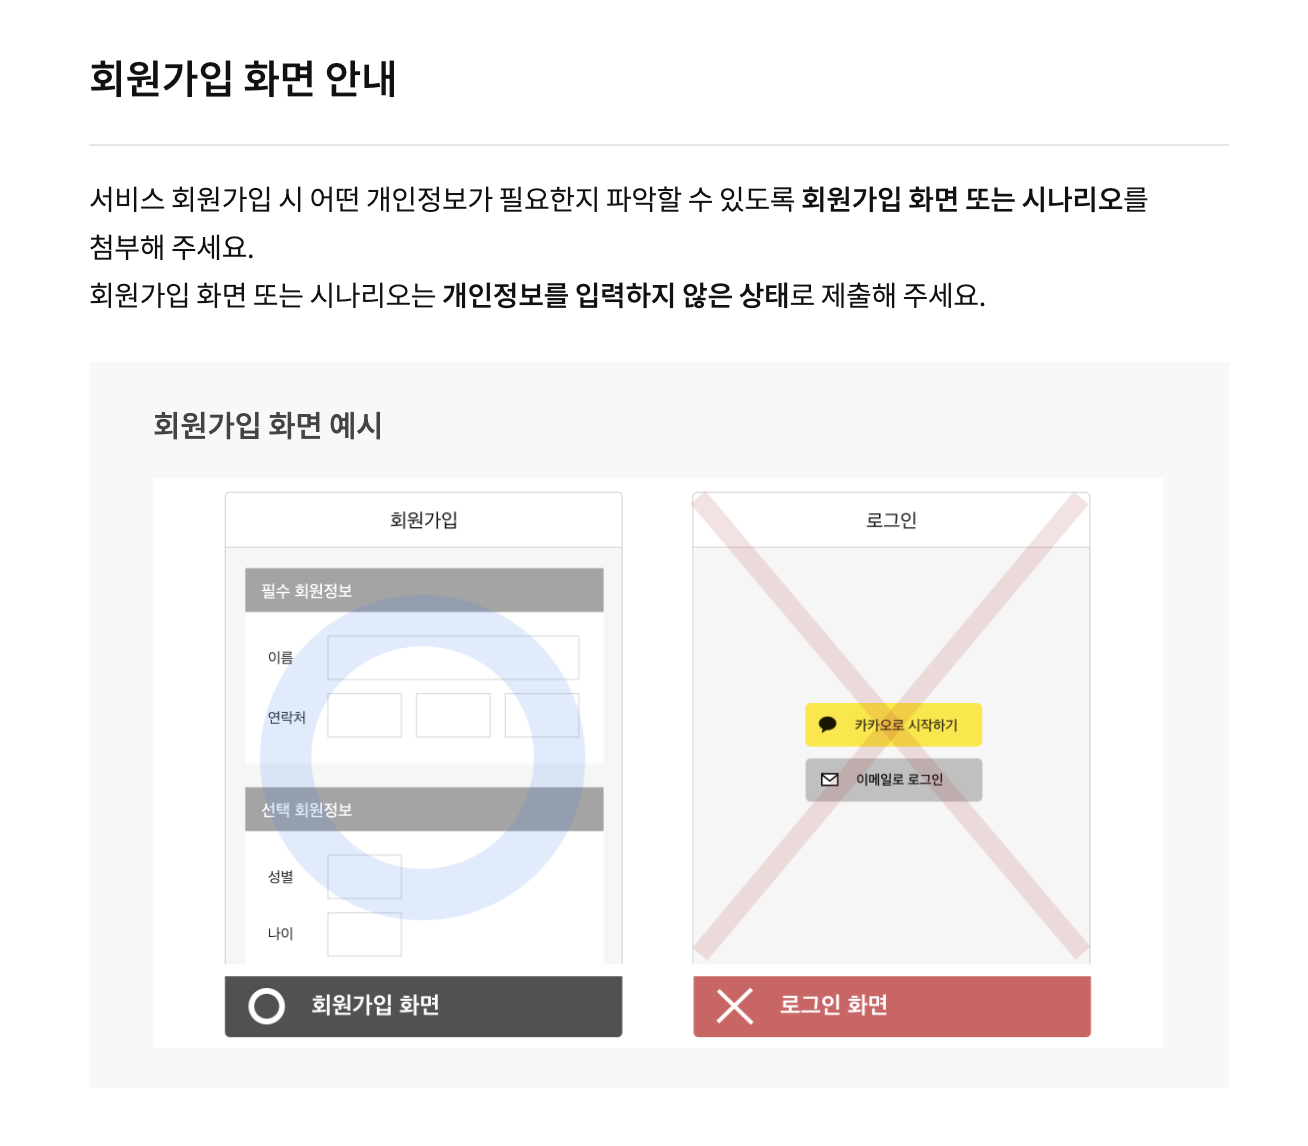 회원가입 화면 안내
서비스 회원가입 시 어떤 개인정보가 필요한지 파악할 수 있도록 회원가입 화면 또는 시나리오를
첨부해 주세요.
회원가입 화면 또는 시나리오는 개인정보를 입력하지 않은 상태로 제출해 주세요.
회원가입 화면 예시
회원가입
필수 회원정보
이름
연락처
선택 회원정보
성별
나이
회원가입 화면
로그인
카카오로 시작하기
이메일로 로그인
로그인 화면